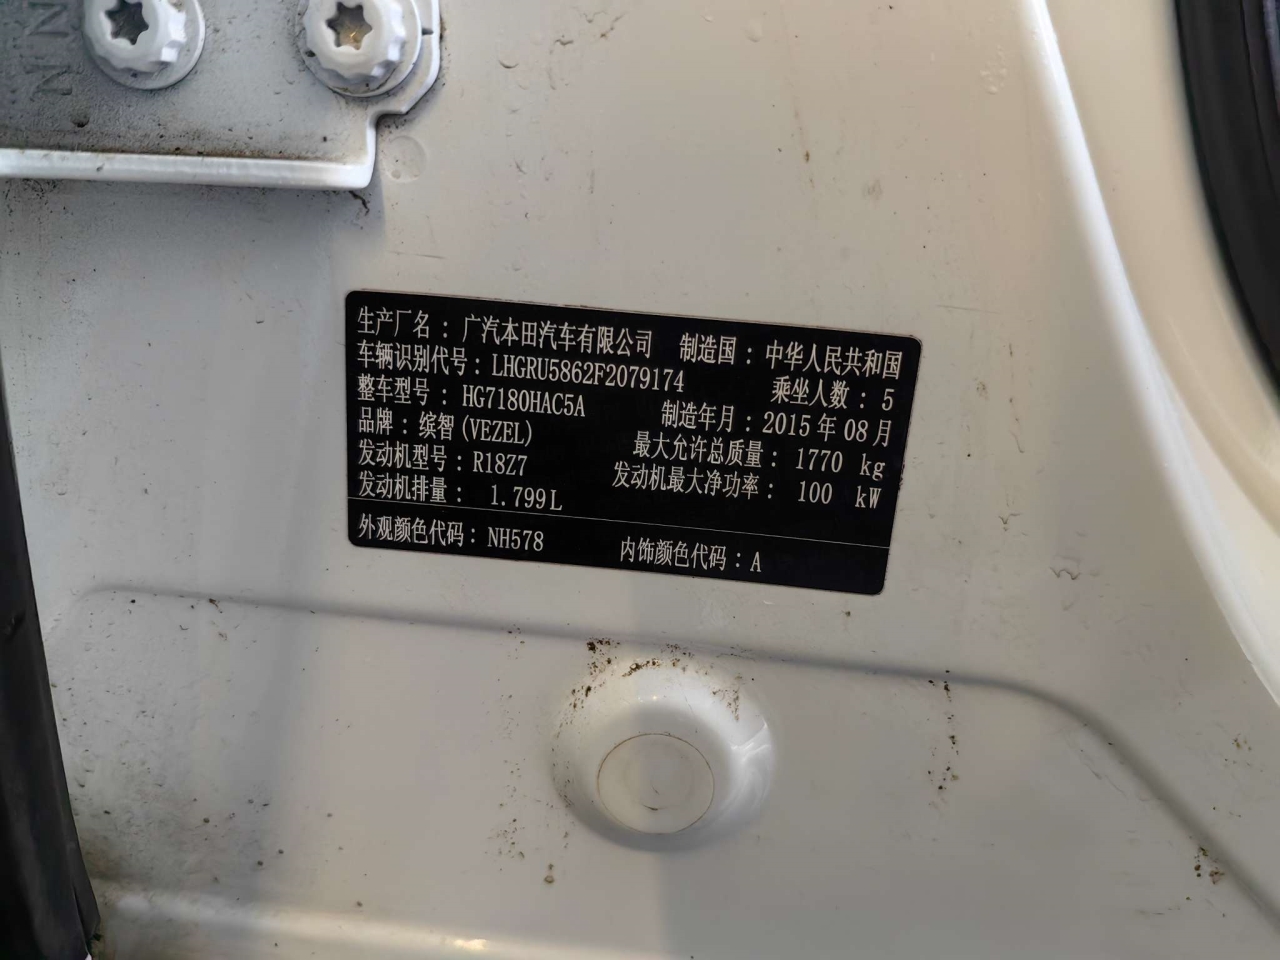 生产厂名：广汽本田汽车有限公司 制造国：中华人民共和国
车辆识别代号：LHGRU5862F2079174 乘坐人数：5
整车型号：HG7180HAC5A 制造年月：2015年08月
品牌：缤智(VEZEL) 最大允许总质量：1770 kg
发动机型号：R18Z7 发动机最大净功率：100 kW
发动机排量：1.799L
外观颜色代码：NH578 内饰颜色代码：A